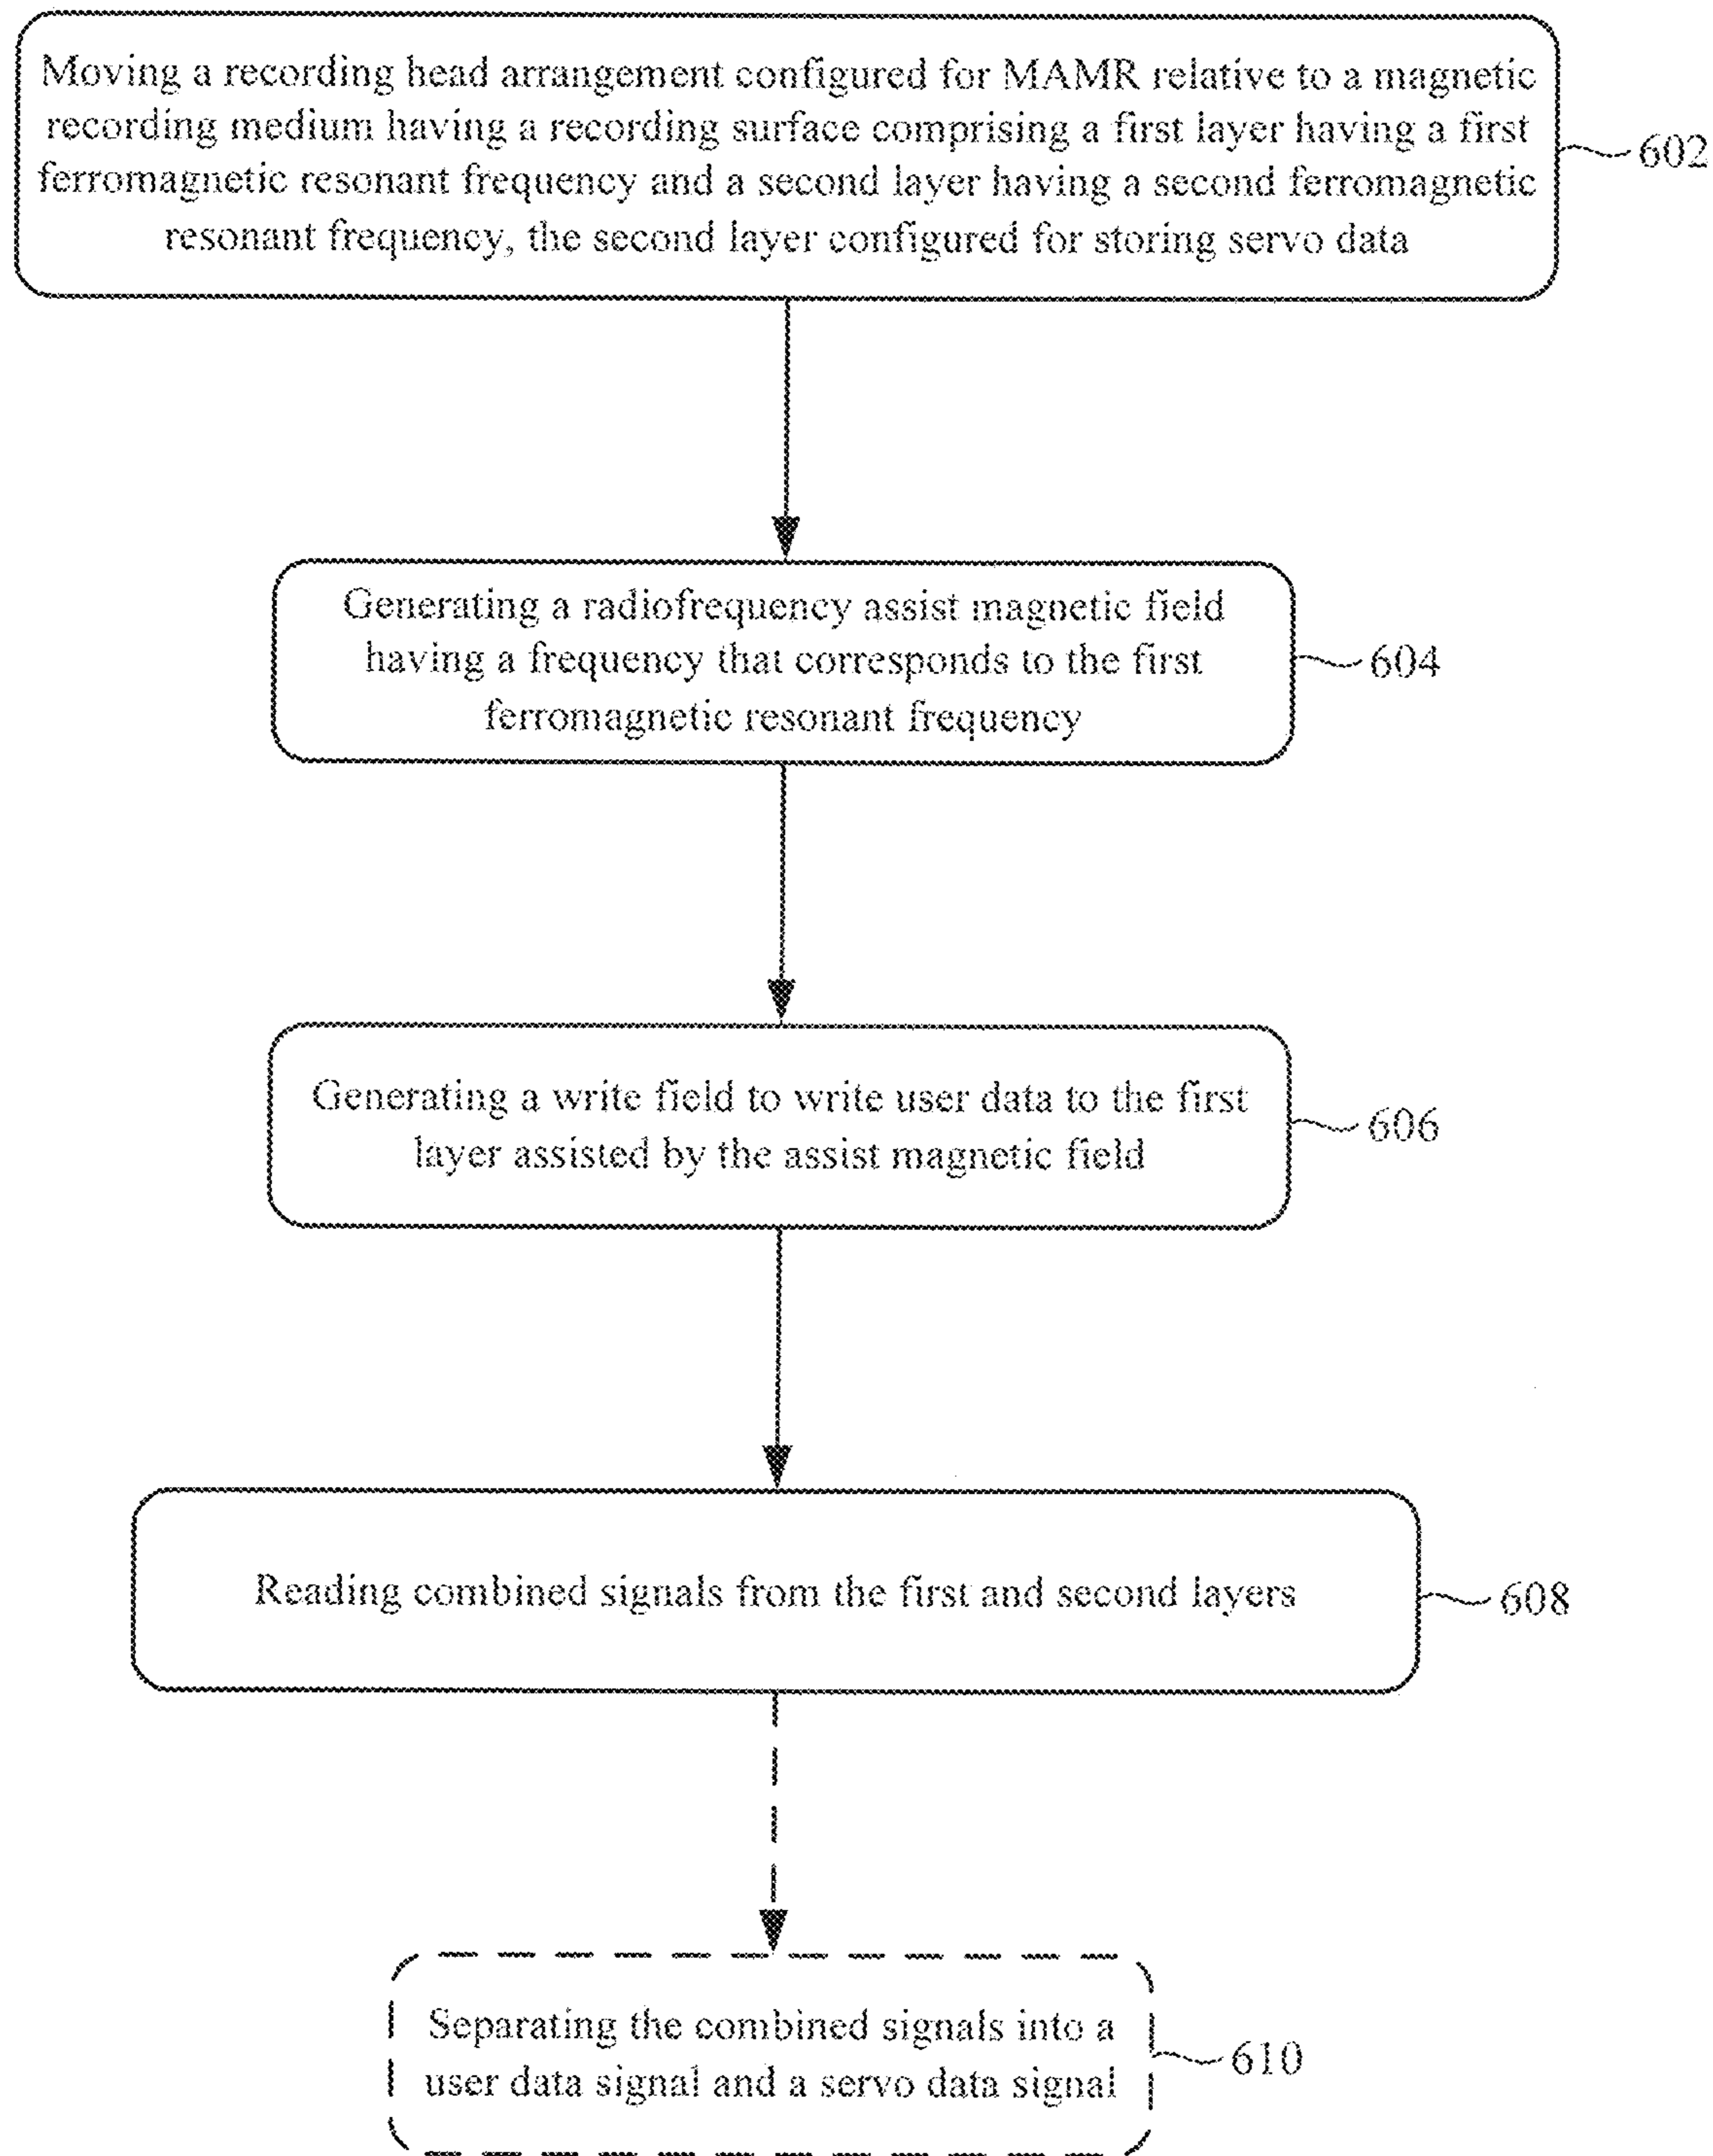 Moving a recording head arrangement configured for MAMR relative to a magnetic
recording medium having a recording surface comprising a first layer having a first
ferromagnetic resonant frequency and a second layer having a second ferromagnetic
resonant frequency, the second layer configured for storing servo data
602
Generating a radiofrequency assist magnetic field
having a frequency that corresponds to the first
ferromagnetic resonant frequency
604
Generating a write field to write user data to the first
layer assisted by the assist magnetic field
606
Reading combined signals from the first and second layers
608
Separating the combined signals into a
user data signal and a servo data signal
610